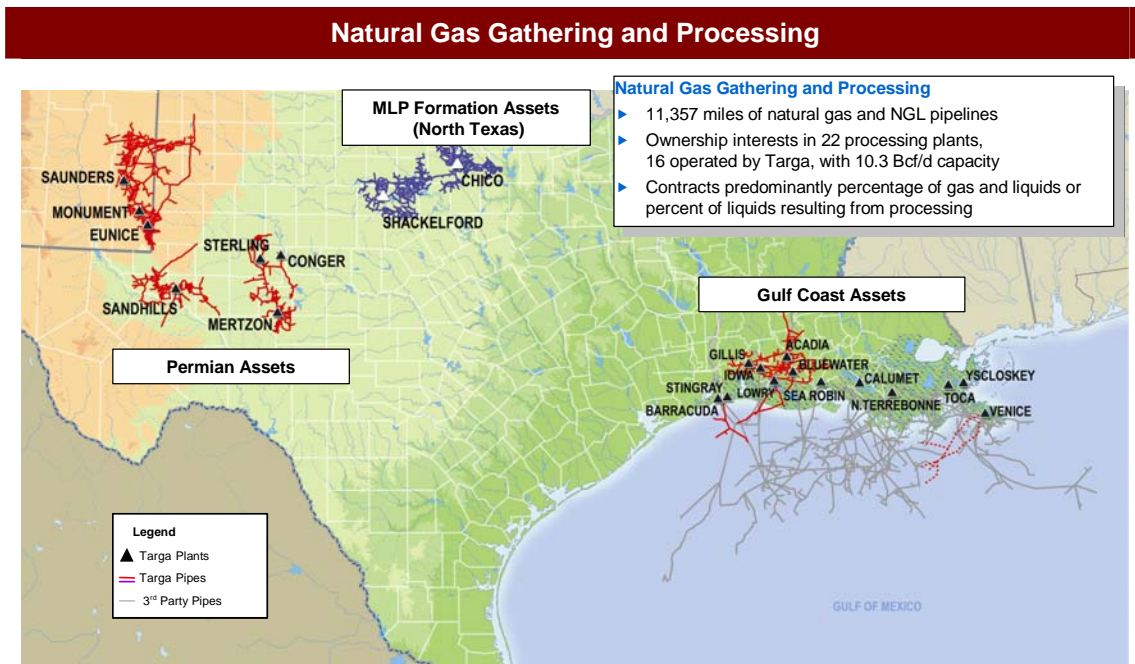 Natural Gas Gathering and Processing
MLP Formation Assets
(North Texas)
Natural Gas Gathering and Processing
11,357 miles of natural gas and NGL pipelines
Ownership interests in 22 processing plants,
16 operated by Targa, with 10.3 Bcf/d capacity
Contracts predominantly percentage of gas and liquids or
percent of liquids resulting from processing
SAUNDERS
MONUMENT
EUNICE
CHICO
SHACKELFORD
STERLING
CONGER
SANDHILLS
MERTZON
Permian Assets
Gulf Coast Assets
GILLIS
ACADIA
IOWA
BLUEWATER
STINGRAY
LOWRY
SEA ROBIN
CALUMET
YSCLOSKEY
BARRACUDA
N.TERREBONNE
TOCA
VENICE
Legend
Targa Plants
Targa Pipes
3rd Party Pipes
GULF OF MEXICO